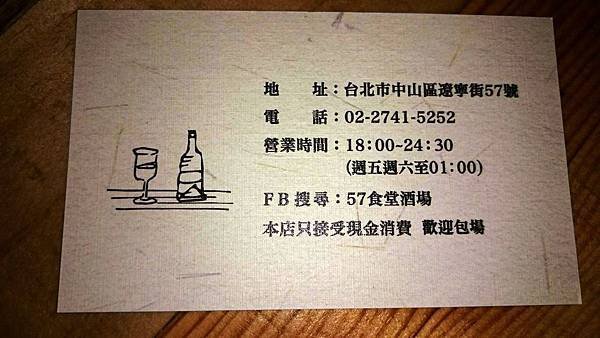 地　　址：台北市中山區遼寧街57號
電　　話：02-2741-5252
營業時間：18:00~24:30
(週五週六至01:00)
ＦＢ搜尋：57食堂酒場
本店只接受現金消費　歡迎包場